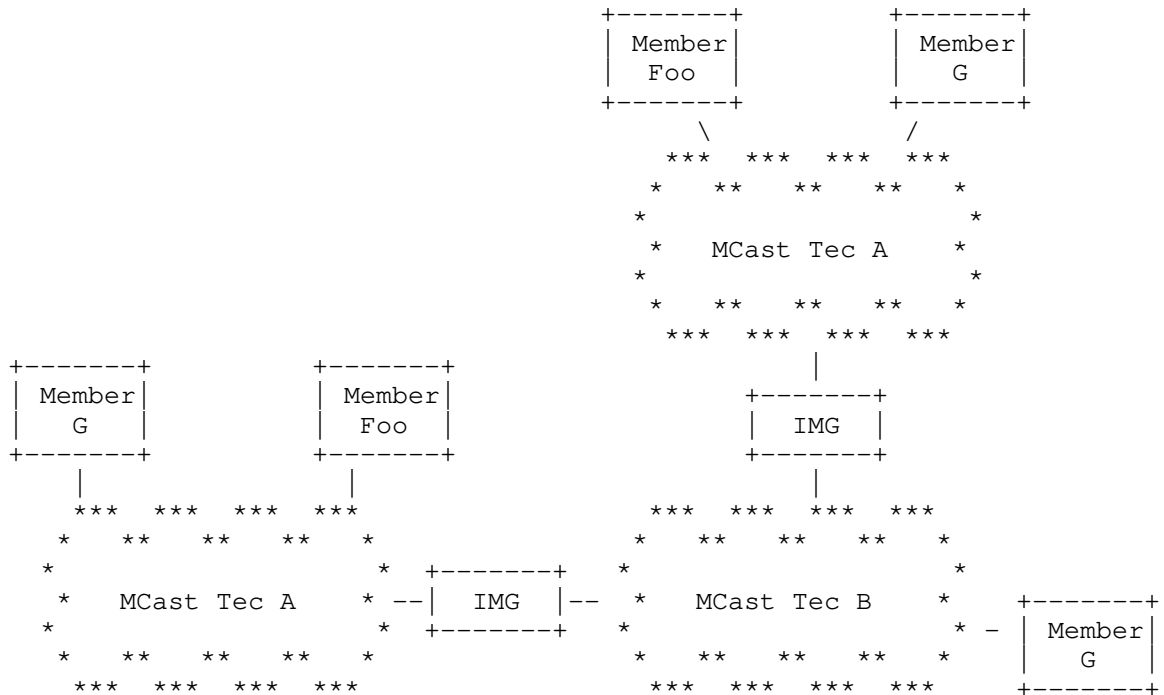 Member Member
Foo G
MCast Tec A
Member Member
G Foo
IMG
MCast Tec A IMG MCast Tec B
Member
G